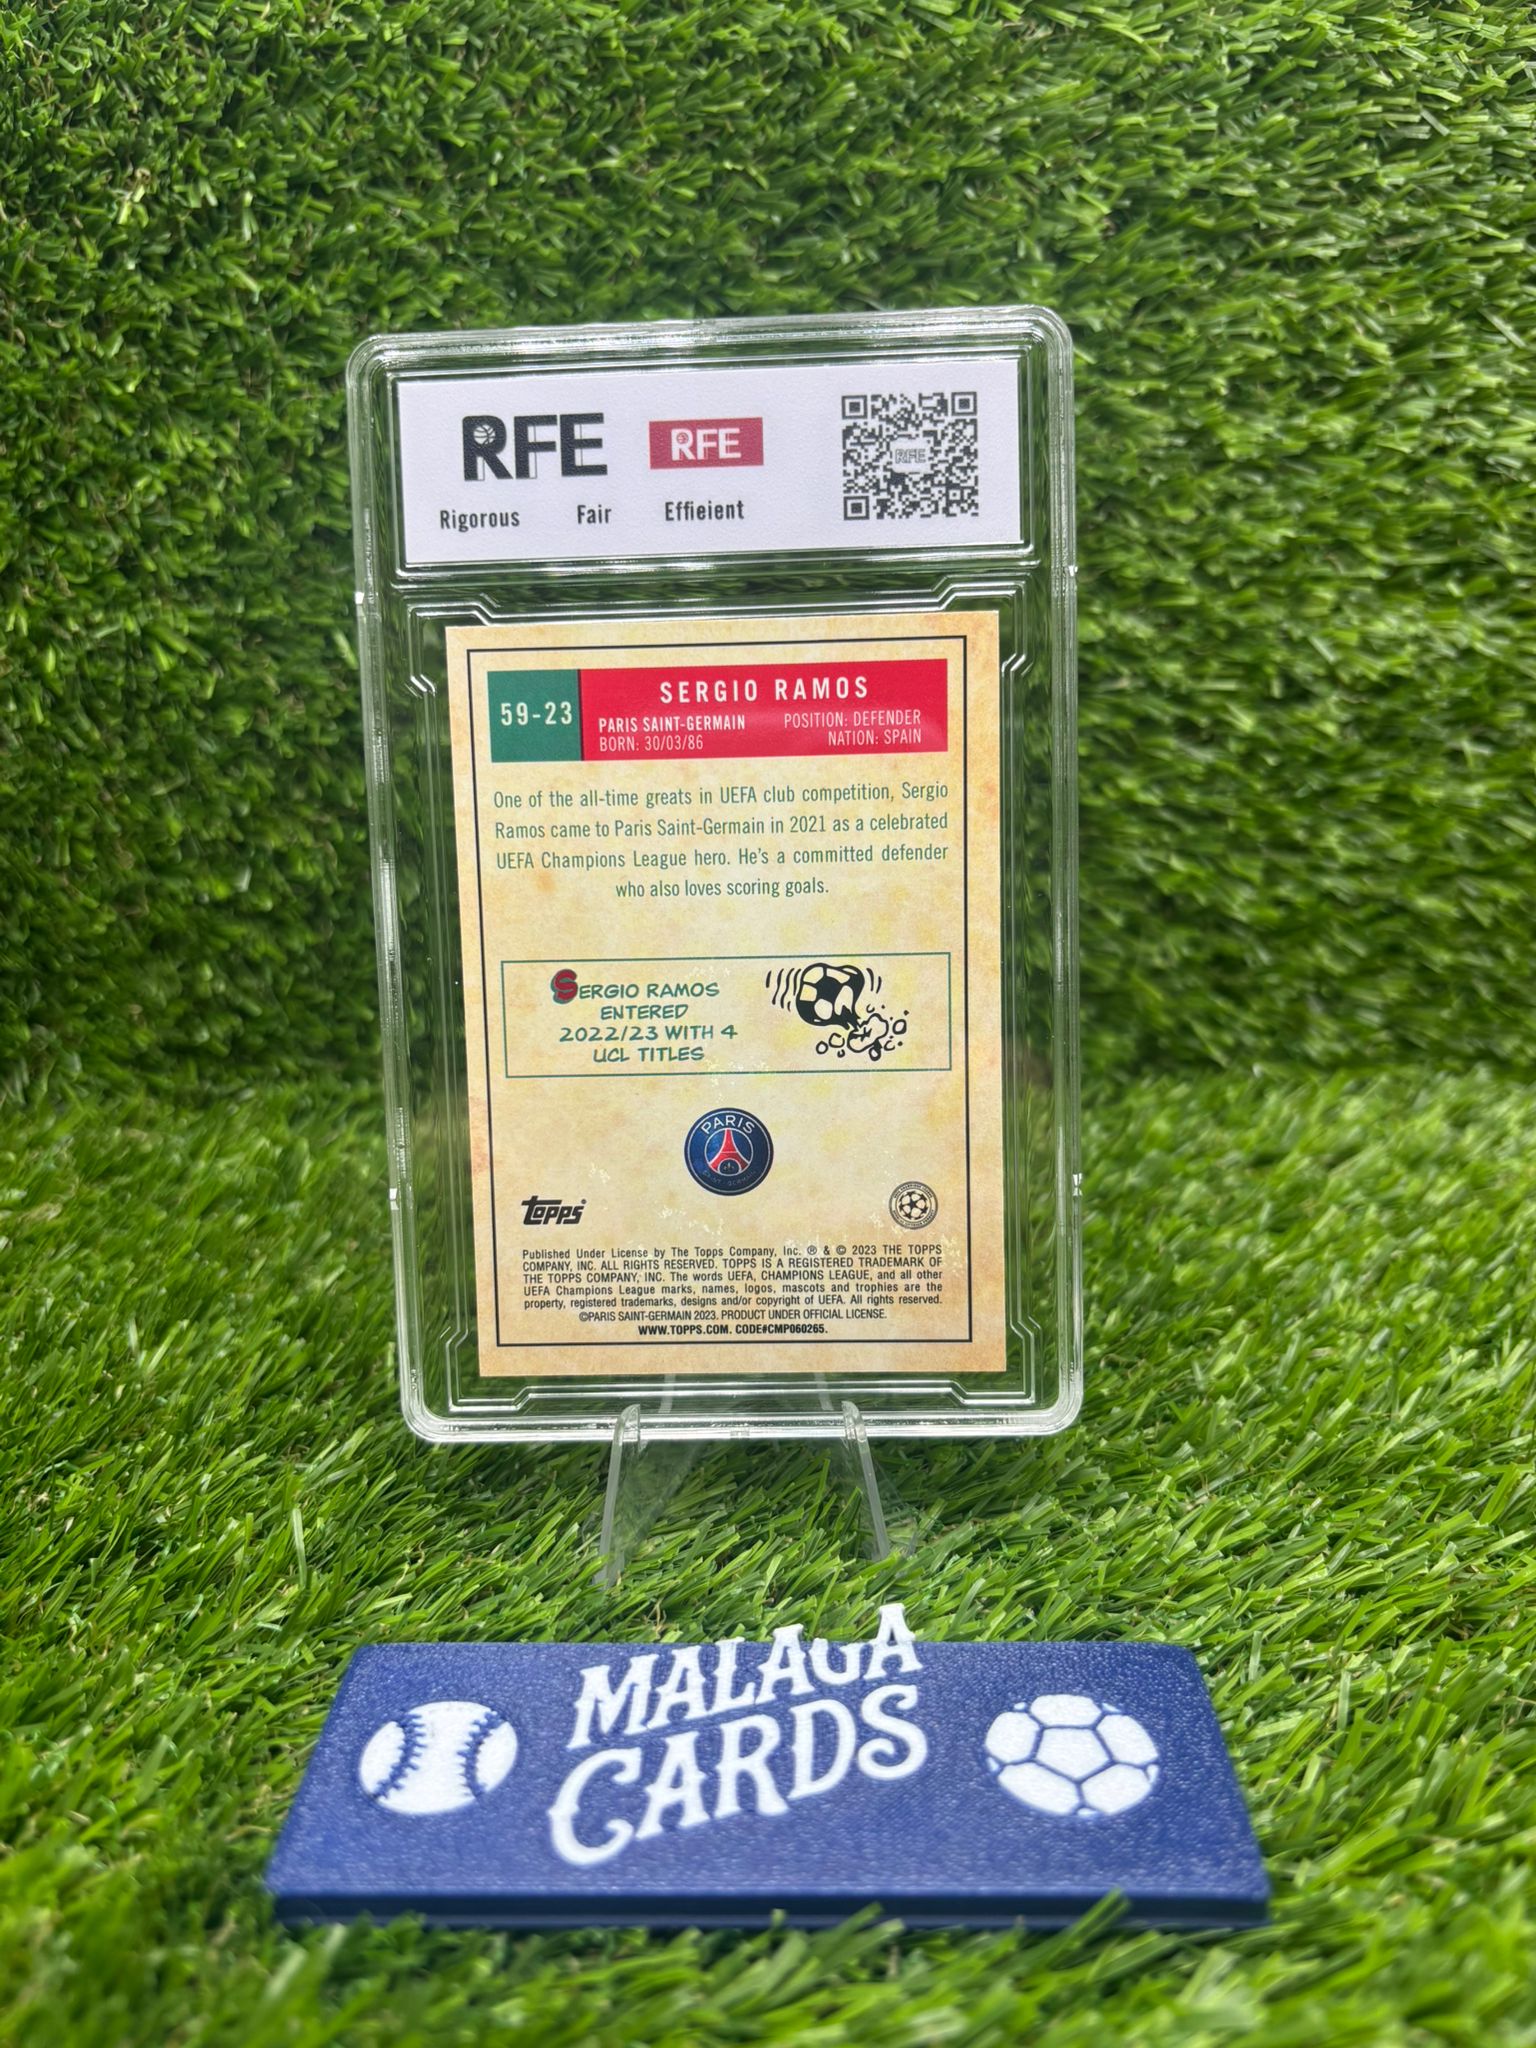 RFE
RFE
RFE
Rigorous Fair Effieient
59-23
SERGIO RAMOS
PARIS SAINT-GERMAIN POSITION: DEFENDER
BORN: 30/03/86 NATION: SPAIN
One of the all-time greats in UEFA club competition, Sergio
Ramos came to Paris Saint-Germain in 2021 as a celebrated
UEFA Champions League hero. He's a committed defender
who also loves scoring goals.
SERGIO RAMOS
ENTERED
2022/23 WITH 4
UCL TITLES
PARIS
SAINT-GERMAIN
Topps®
Published Under License by The Topps Company, Inc. ® & © 2023 THE TOPPS
COMPANY, INC. ALL RIGHTS RESERVED. TOPPS IS A REGISTERED TRADEMARK OF
THE TOPPS COMPANY, INC. The words UEFA, CHAMPIONS LEAGUE, and all other
UEFA Champions League marks, names, logos, mascots and trophies are the
property, registered trademarks, designs and/or copyright of UEFA. All rights reserved.
©PARIS SAINT-GERMAIN 2023. PRODUCT UNDER OFFICIAL LICENSE.
WWW.TOPPS.COM. CODE#CMP060265.
MALAGA
CARDS